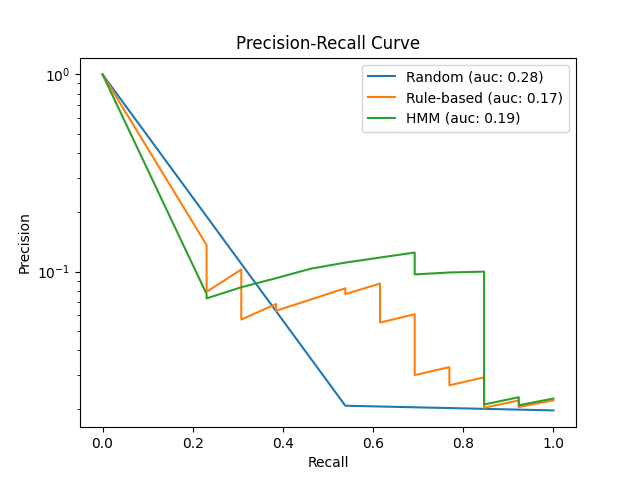 Precision-Recall Curve
Random (auc: 0.28)
Rule-based (auc: 0.17)
HMM (auc: 0.19)
10⁰
10⁻¹
Precision
0.0 0.2 0.4 0.6 0.8 1.0
Recall